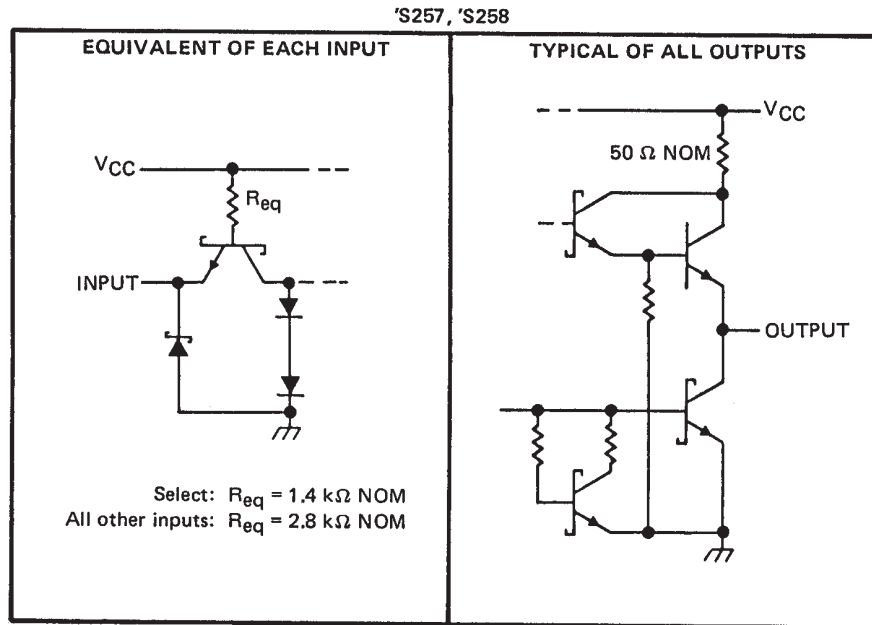 'S257, 'S258
EQUIVALENT OF EACH INPUT
VCC
Req
INPUT
Select: Req = 1.4 kΩ NOM
All other inputs: Req = 2.8 kΩ NOM
TYPICAL OF ALL OUTPUTS
VCC
50 Ω NOM
OUTPUT